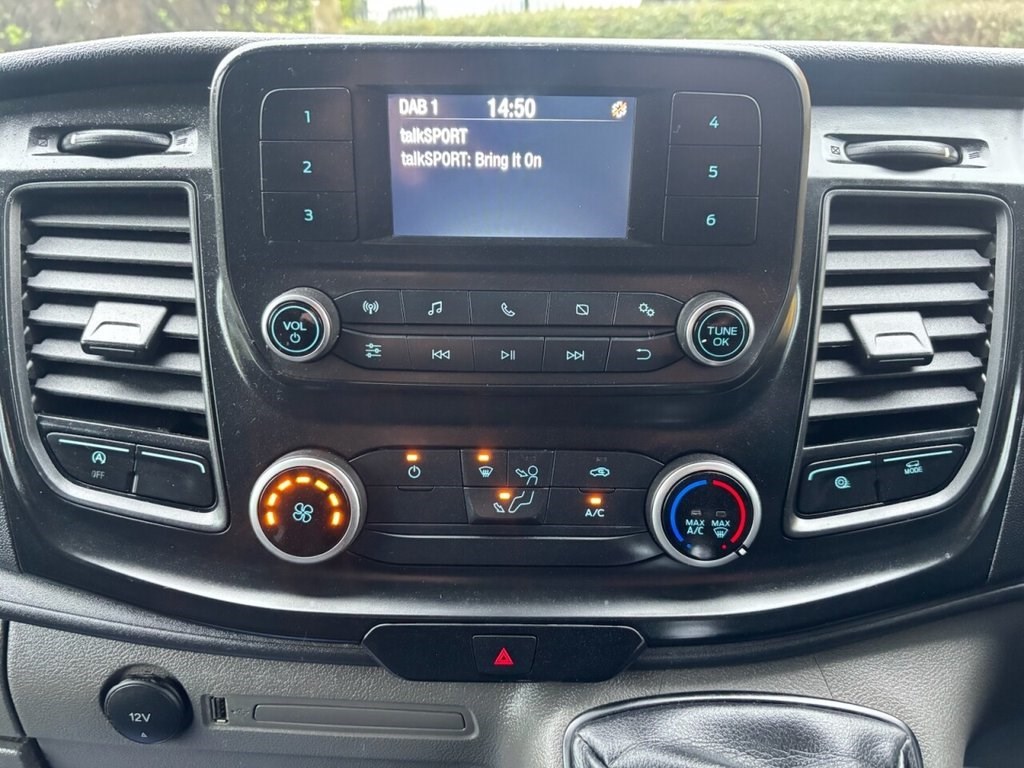 DAB 1 14:50
talkSPORT
talkSPORT: Bring It On
1
2
3
4
5
6
VOL
TUNE
OK
A
OFF
MODE
A/C
MAX
A/C
MAX
12V